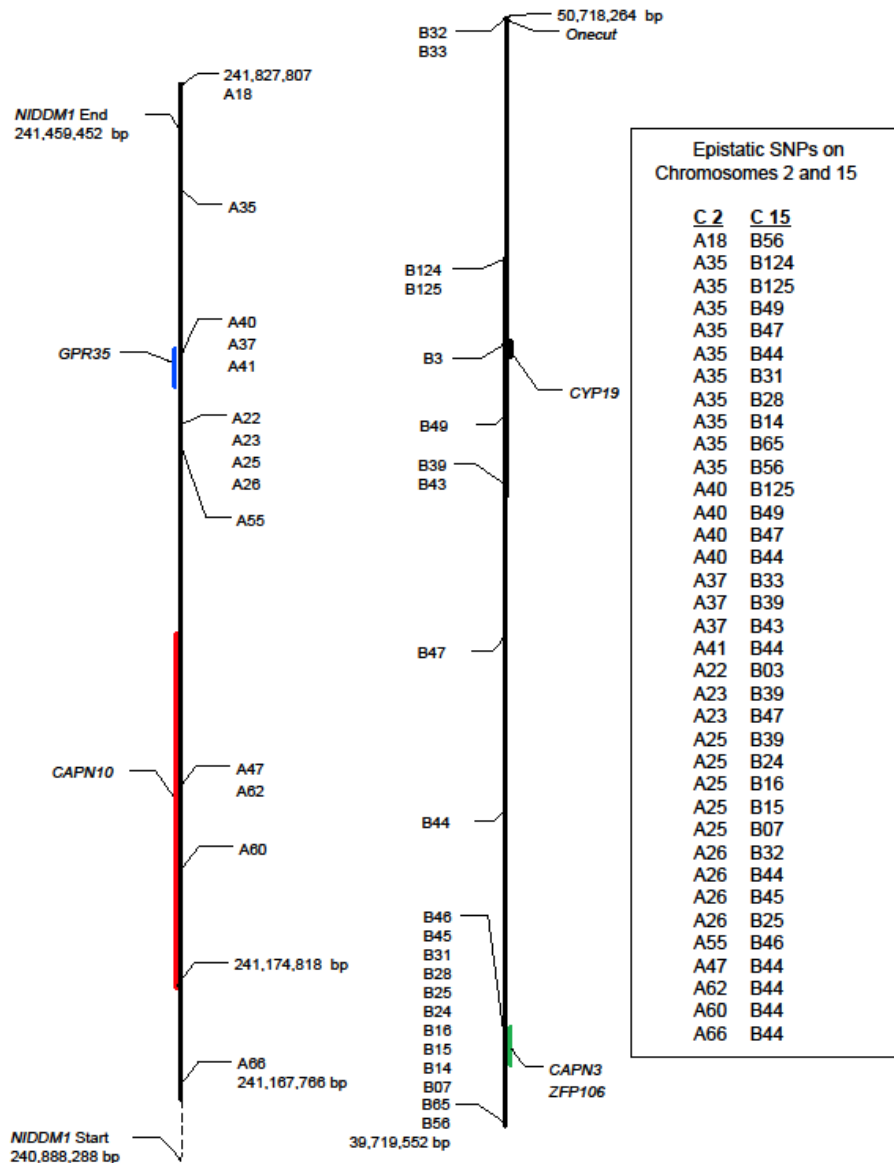 241,827,807
A18
NIDDM1 End
241,459,452 bp
A35
A40
A37
A41
GPR35
A22
A23
A25
A26
A55
CAPN10
A47
A62
A60
241,174,818 bp
A66
241,167,766 bp
NIDDM1 Start
240,888,288 bp
50,718,264 bp
Onecut
B32
B33
B124
B125
B3
CYP19
B49
B39
B43
B47
B44
B46
B45
B31
B28
B25
B24
B16
B15
B14
B07
B65
B56
39,719,552 bp
CAPN3
ZFP106
Epistatic SNPs on
Chromosomes 2 and 15
C 2 C 15
A18 B56
A35 B124
A35 B125
A35 B49
A35 B47
A35 B44
A35 B31
A35 B28
A35 B14
A35 B65
A35 B56
A40 B125
A40 B49
A40 B47
A40 B44
A37 B33
A37 B39
A37 B43
A41 B44
A22 B03
A23 B39
A23 B47
A25 B39
A25 B24
A25 B16
A25 B15
A25 B07
A26 B32
A26 B44
A26 B45
A26 B25
A55 B46
A47 B44
A62 B44
A60 B44
A66 B44